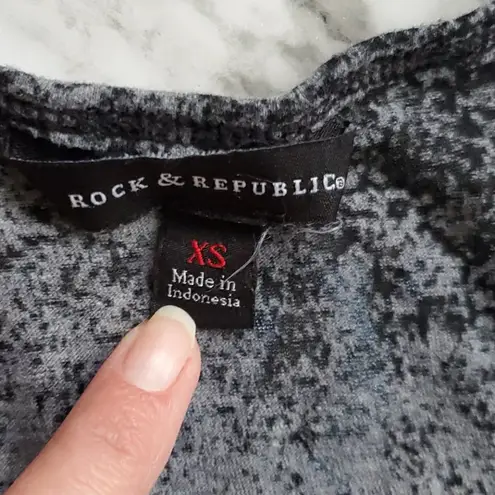 ROCK & REPUBLIC®
XS
Made in
Indonesia